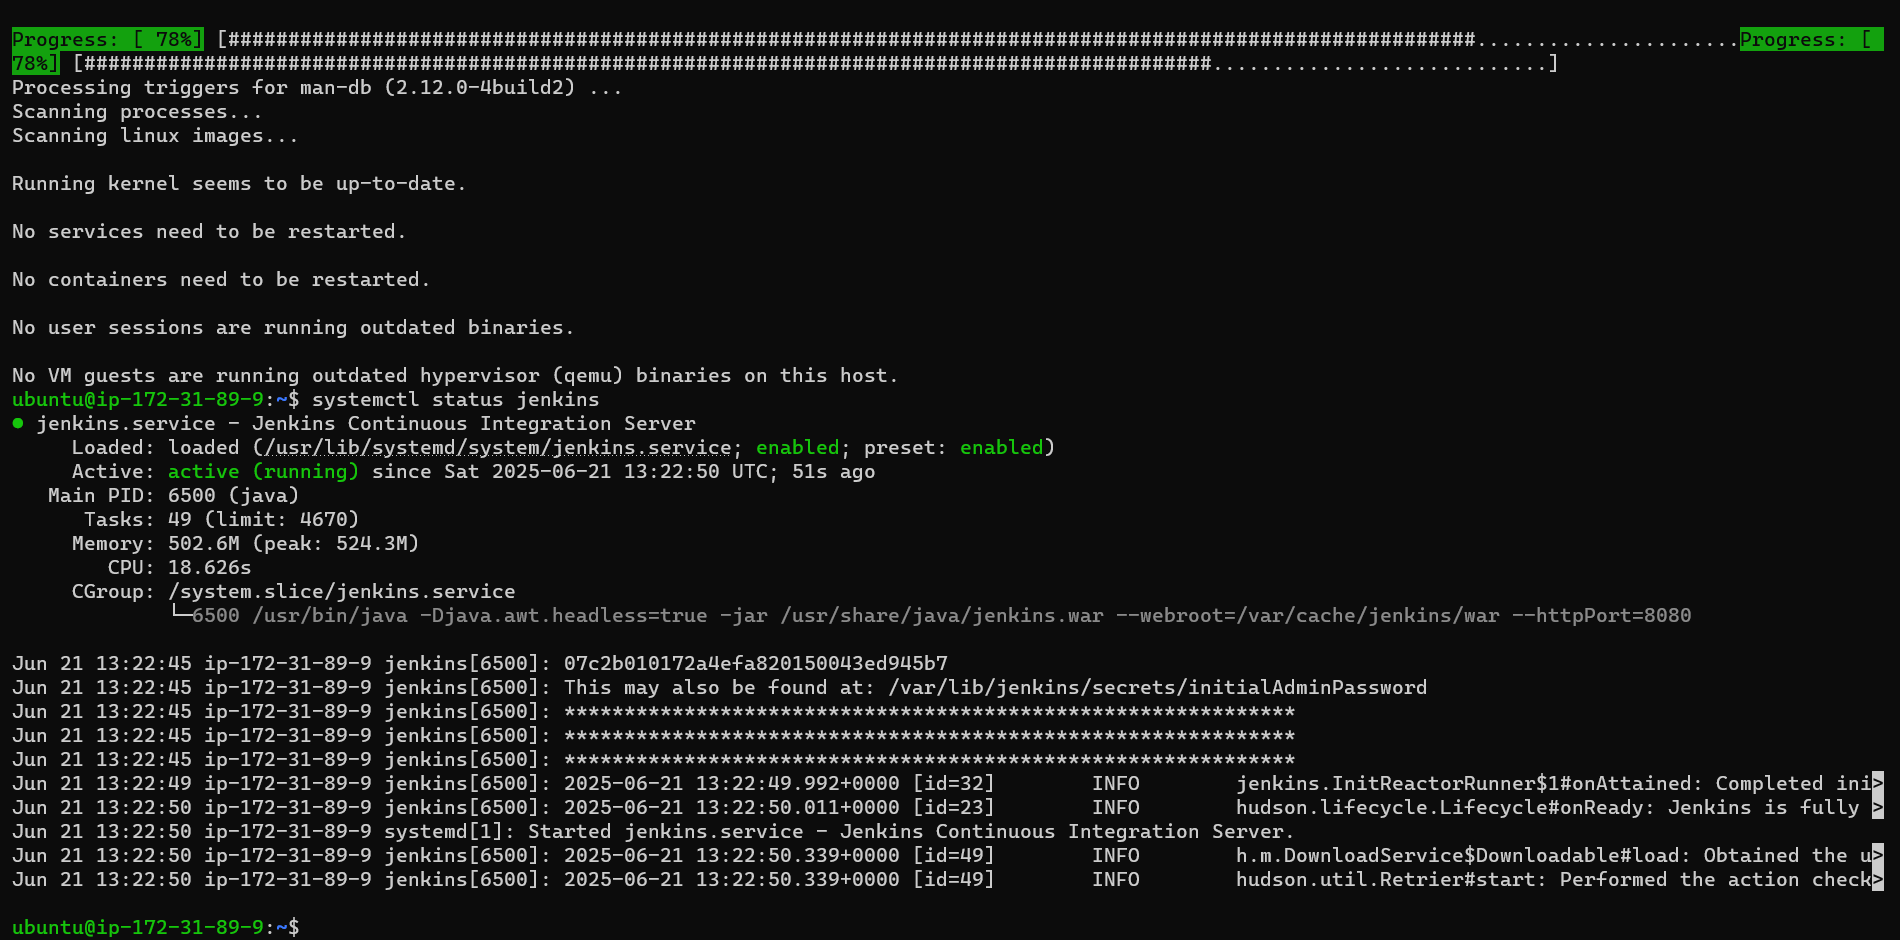 Progress: [ 78%] [########################################################################################################......................Progress: [
78%] [##############################################################################################............................]
Processing triggers for man-db (2.12.0-4build2) ...
Scanning processes...
Scanning linux images...
Running kernel seems to be up-to-date.
No services need to be restarted.
No containers need to be restarted.
No user sessions are running outdated binaries.
No VM guests are running outdated hypervisor (qemu) binaries on this host.
ubuntu@ip-172-31-89-9:~$ systemctl status jenkins
● jenkins.service - Jenkins Continuous Integration Server
     Loaded: loaded (/usr/lib/systemd/system/jenkins.service; enabled; preset: enabled)
     Active: active (running) since Sat 2025-06-21 13:22:50 UTC; 51s ago
   Main PID: 6500 (java)
      Tasks: 49 (limit: 4670)
     Memory: 502.6M (peak: 524.3M)
        CPU: 18.626s
     CGroup: /system.slice/jenkins.service
             └─6500 /usr/bin/java -Djava.awt.headless=true -jar /usr/share/java/jenkins.war --webroot=/var/cache/jenkins/war --httpPort=8080
Jun 21 13:22:45 ip-172-31-89-9 jenkins[6500]: 07c2b010172a4efa820150043ed945b7
Jun 21 13:22:45 ip-172-31-89-9 jenkins[6500]: This may also be found at: /var/lib/jenkins/secrets/initialAdminPassword
Jun 21 13:22:45 ip-172-31-89-9 jenkins[6500]: *************************************************************
Jun 21 13:22:45 ip-172-31-89-9 jenkins[6500]: *************************************************************
Jun 21 13:22:45 ip-172-31-89-9 jenkins[6500]: *************************************************************
Jun 21 13:22:49 ip-172-31-89-9 jenkins[6500]: 2025-06-21 13:22:49.992+0000 [id=32]        INFO        jenkins.InitReactorRunner$1#onAttained: Completed ini>
Jun 21 13:22:50 ip-172-31-89-9 jenkins[6500]: 2025-06-21 13:22:50.011+0000 [id=23]        INFO        hudson.lifecycle.Lifecycle#onReady: Jenkins is fully >
Jun 21 13:22:50 ip-172-31-89-9 systemd[1]: Started jenkins.service - Jenkins Continuous Integration Server.
Jun 21 13:22:50 ip-172-31-89-9 jenkins[6500]: 2025-06-21 13:22:50.339+0000 [id=49]        INFO        h.m.DownloadService$Downloadable#load: Obtained the u>
Jun 21 13:22:50 ip-172-31-89-9 jenkins[6500]: 2025-06-21 13:22:50.339+0000 [id=49]        INFO        hudson.util.Retrier#start: Performed the action check>
ubuntu@ip-172-31-89-9:~$